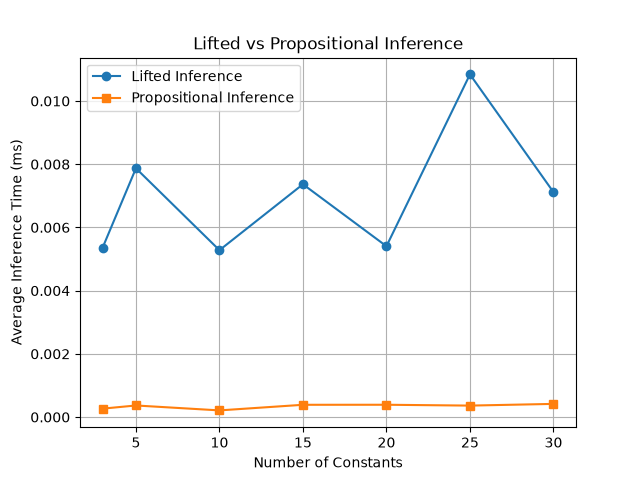 Lifted vs Propositional Inference
Lifted Inference
Propositional Inference
0.010
0.008
0.006
0.004
0.002
0.000
Average Inference Time (ms)
5 10 15 20 25 30
Number of Constants